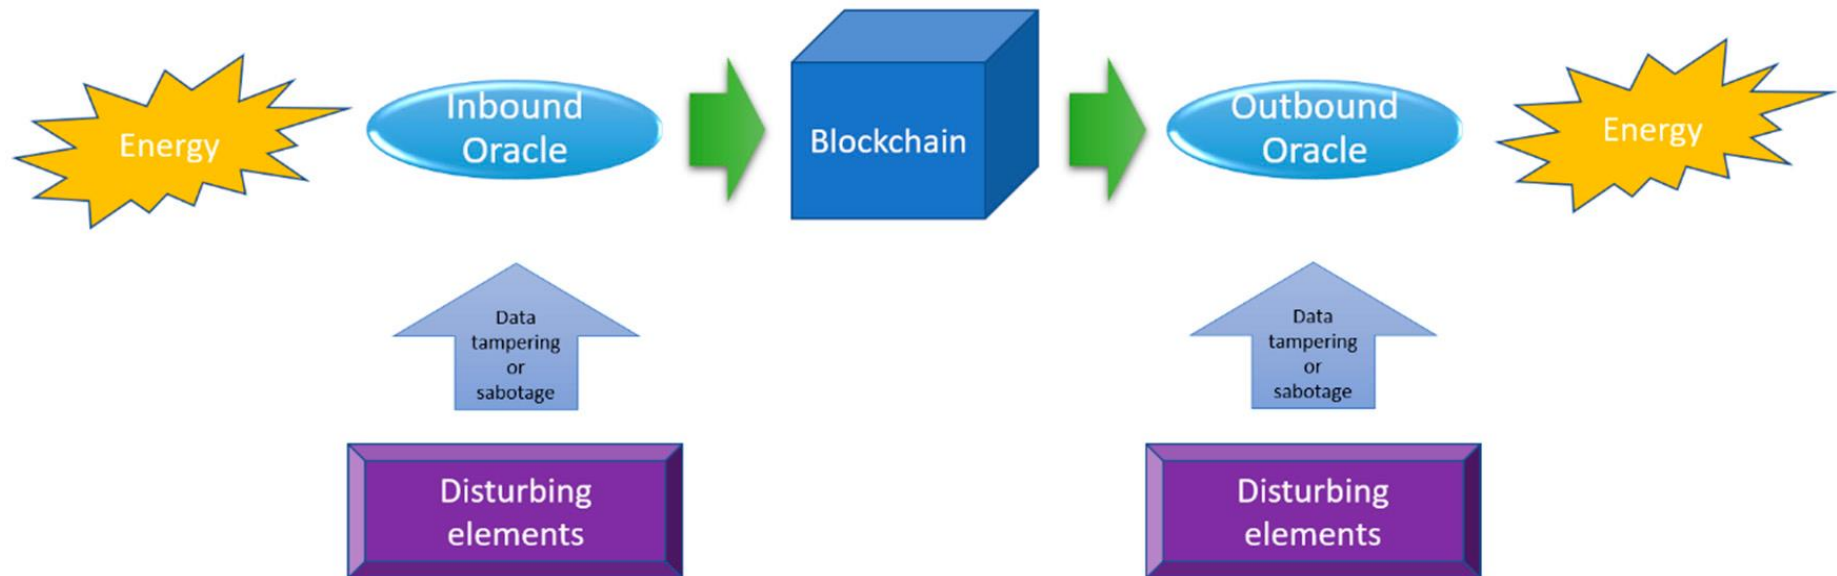 Energy
Inbound
Oracle
Blockchain
Outbound
Oracle
Energy
Data
tampering
or
sabotage
Data
tampering
or
sabotage
Disturbing
elements
Disturbing
elements